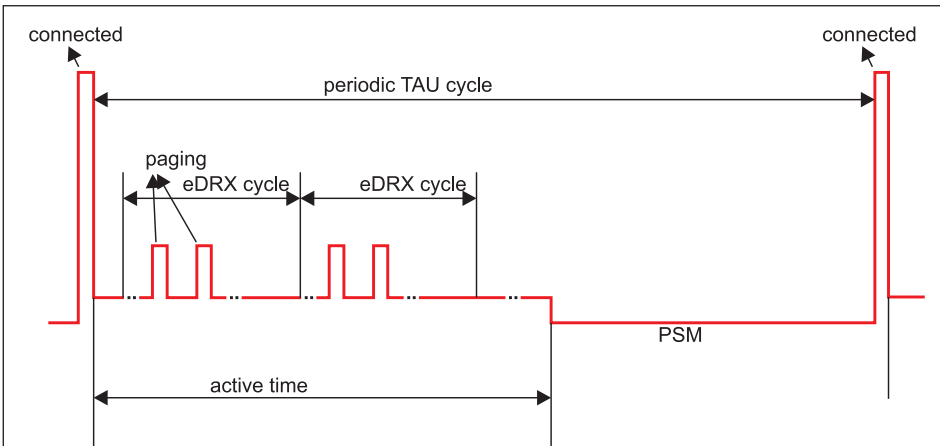 connected
connected
periodic TAU cycle
paging
eDRX cycle
eDRX cycle
PSM
active time